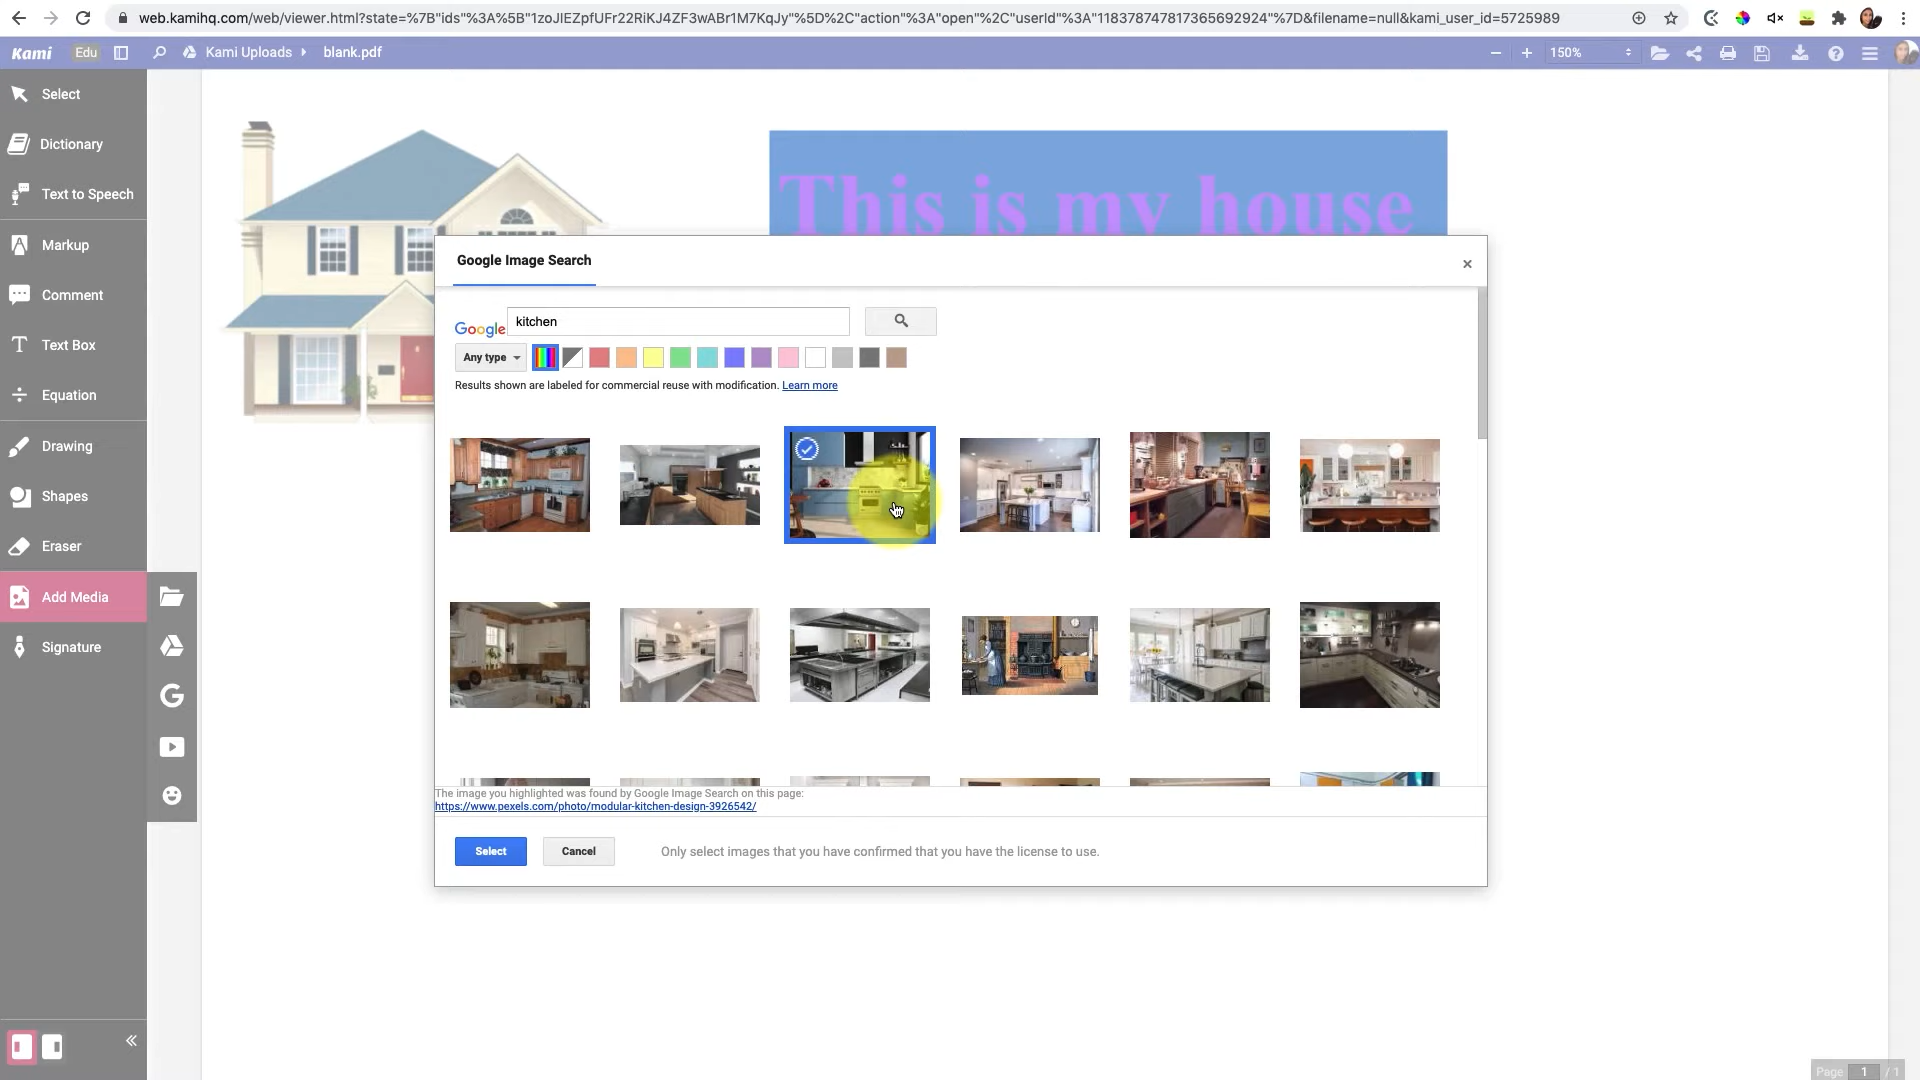 web.kamihq.com/web/viewer.html?state=%7B"ids"%3A%5B"1zoJIEZpfUFr22RiKJ4ZF3wABr1M7KqJy"%5D%2C"action"%3A"open"%2C"userId"%3A"118378747817365692924"%7D&filename=null&kami_user_id=5725989
Kami Edu Kami Uploads blank.pdf 150%
Select
Dictionary
Text to Speech
Markup
Comment
Text Box
Equation
Drawing
Shapes
Eraser
Add Media
Signature
This is my house
Google Image Search
Google kitchen
Any type
Results shown are labeled for commercial reuse with modification. Learn more
The image you highlighted was found by Google Image Search on this page:
https://www.pexels.com/photo/modular-kitchen-design-3926542/
Select Cancel Only select images that you have confirmed that you have the license to use.
Page 1 / 1